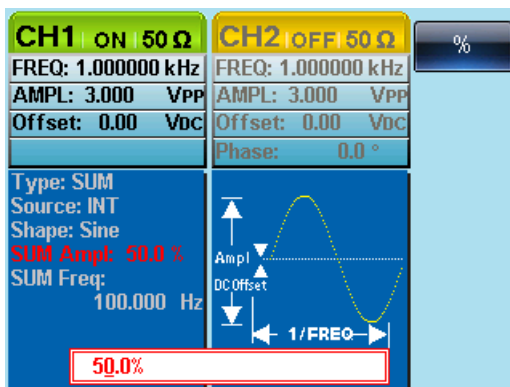 CH1 ON 50 Ω
FREQ: 1.000000 kHz
AMPL: 3.000 VPP
Offset: 0.00 VDC
CH2 OFF 50 Ω
FREQ: 1.000000 kHz
AMPL: 3.000 VPP
Offset: 0.00 VDC
Phase: 0.0 °
%
Type: SUM
Source: INT
Shape: Sine
SUM Ampl: 50.0 %
SUM Freq:
100.000 Hz
Ampl
DC Offset
1/FREQ
50.0%